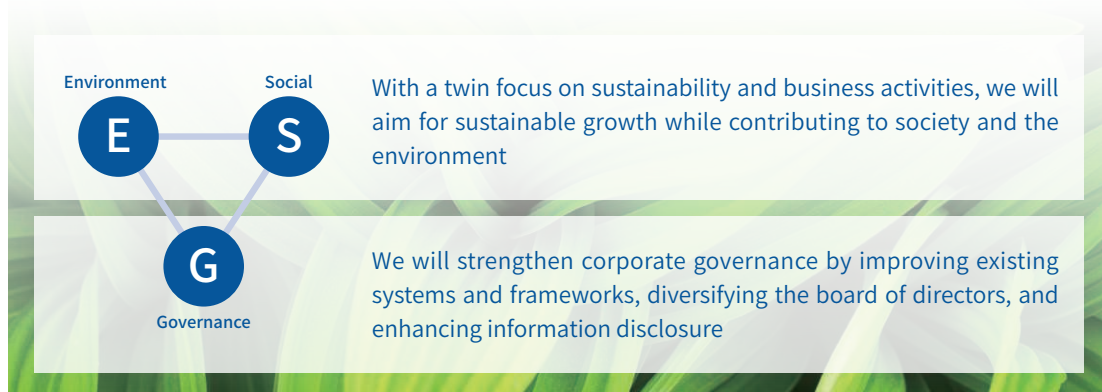 Environment
Social
E
S
With a twin focus on sustainability and business activities, we will
aim for sustainable growth while contributing to society and the
environment
G
Governance
We will strengthen corporate governance by improving existing
systems and frameworks, diversifying the board of directors, and
enhancing information disclosure